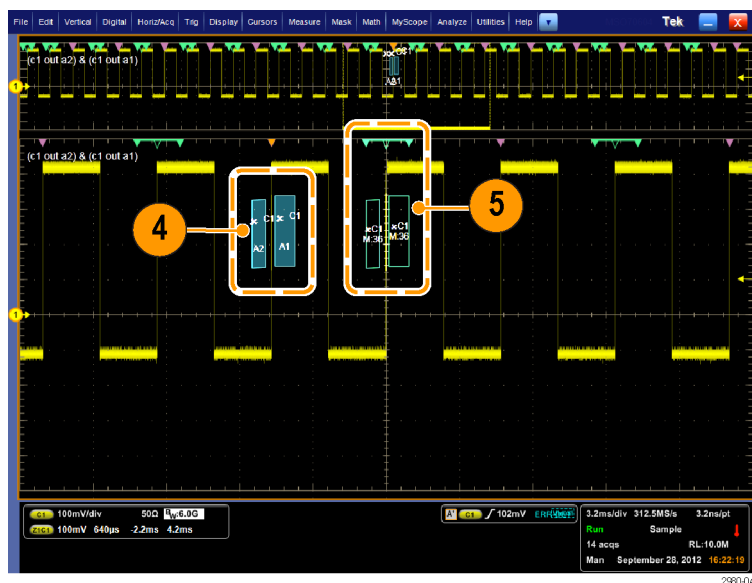 File Edit Vertical Digital Horiz/Acq Trig Display Cursors Measure Mask Math MyScope Analyze Utilities Help Tek
(c1 out a2) & (c1 out a1)
1
(c1 out a2) & (c1 out a1)
4
5
C1 C1
A2 A1
C1 C1
M:36 M:36
1
C1 100mV/div 50Ω BW:6.0G
Z1C1 100mV 640µs -2.2ms 4.2ms
A' C1 102mV
3.2ms/div 312.5MS/s 3.2ns/pt
Run Sample
14 acqs RL:10.0M
Man September 28, 2012 16:22:19